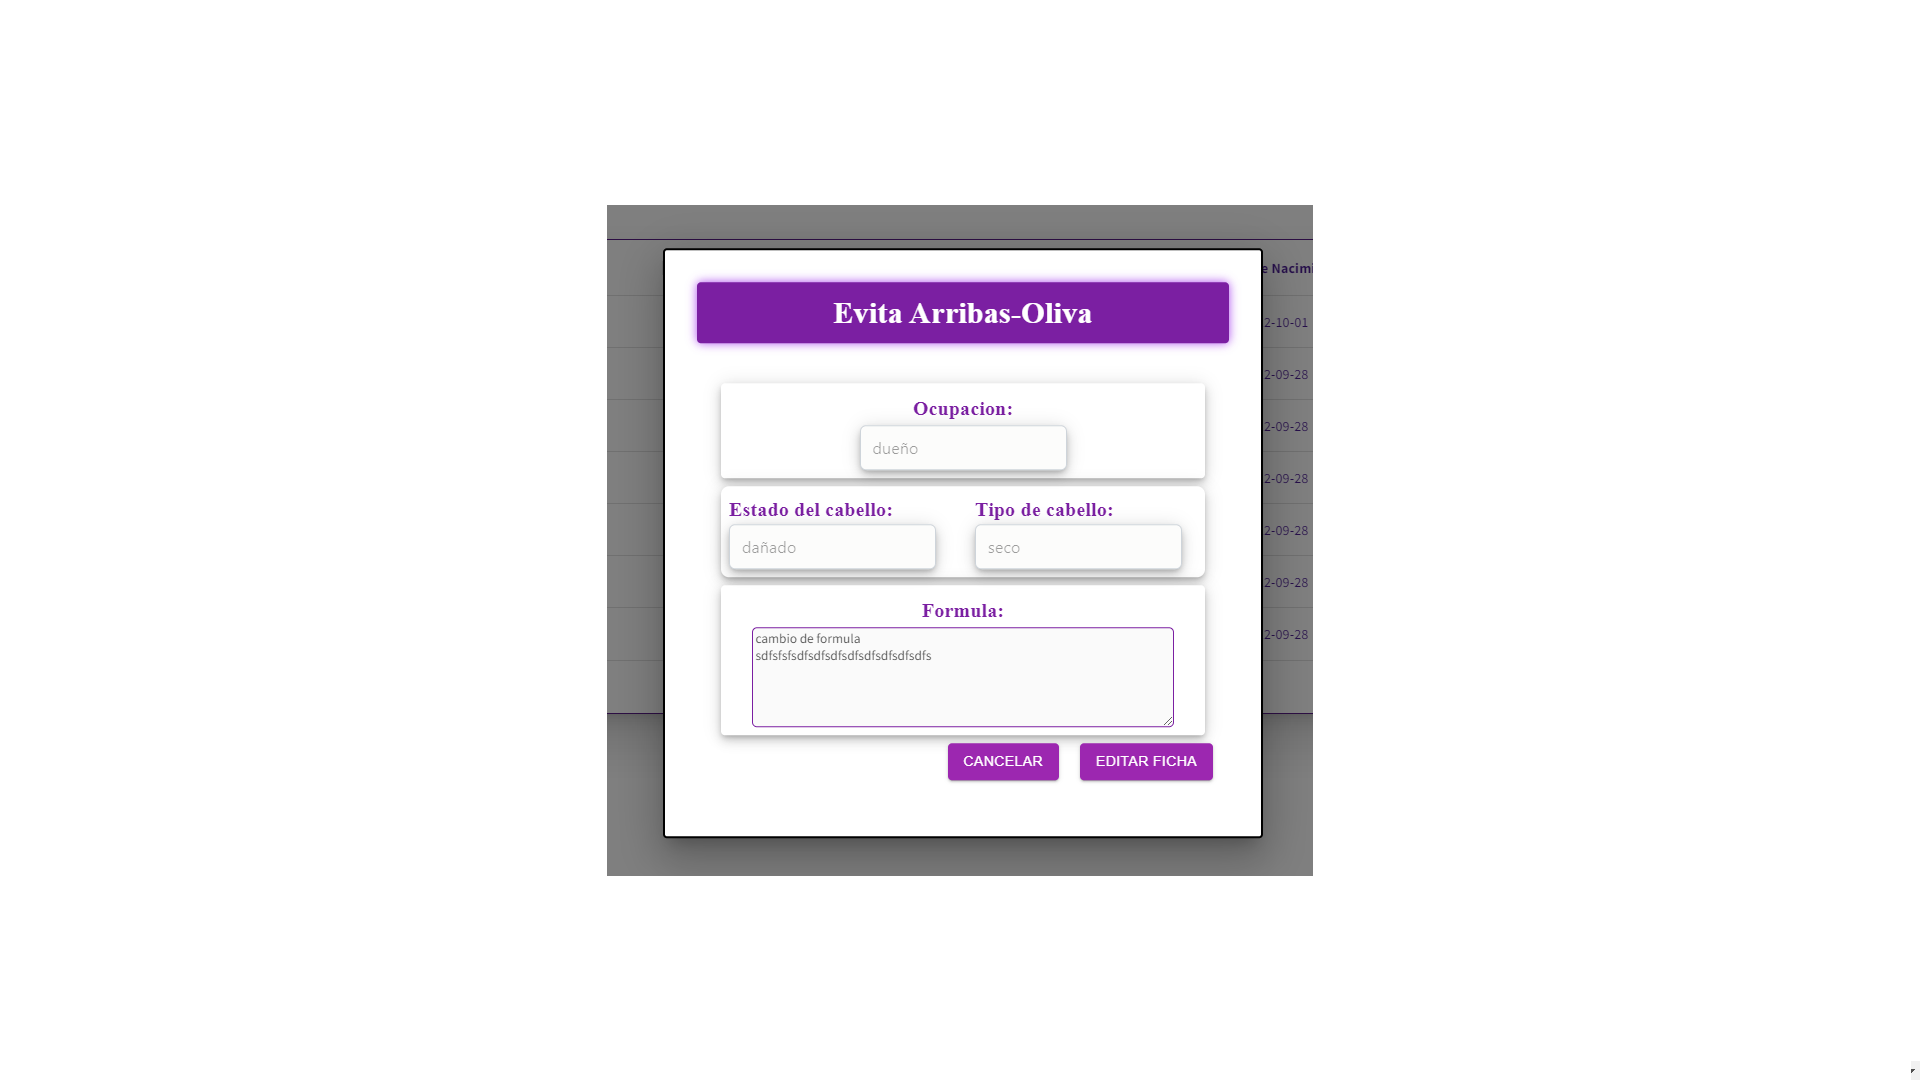 e Nacimi
Evita Arribas-Oliva
2-10-01
2-09-28
Ocupacion:
2-09-28
dueño
2-09-28
Estado del cabello: Tipo de cabello:
2-09-28
dañado seco
2-09-28
Formula:
2-09-28
cambio de formula
sdfsfsfsdfsdfsdfsdfsdfsdfsdfsdfs
CANCELAR EDITAR FICHA